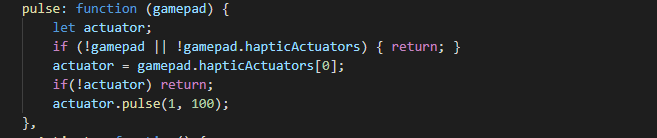 pulse: function (gamepad) {
let actuator;
if (!gamepad || !gamepad.hapticActuators) { return; }
actuator = gamepad.hapticActuators[0];
if(!actuator) return;
actuator.pulse(1, 100);
},